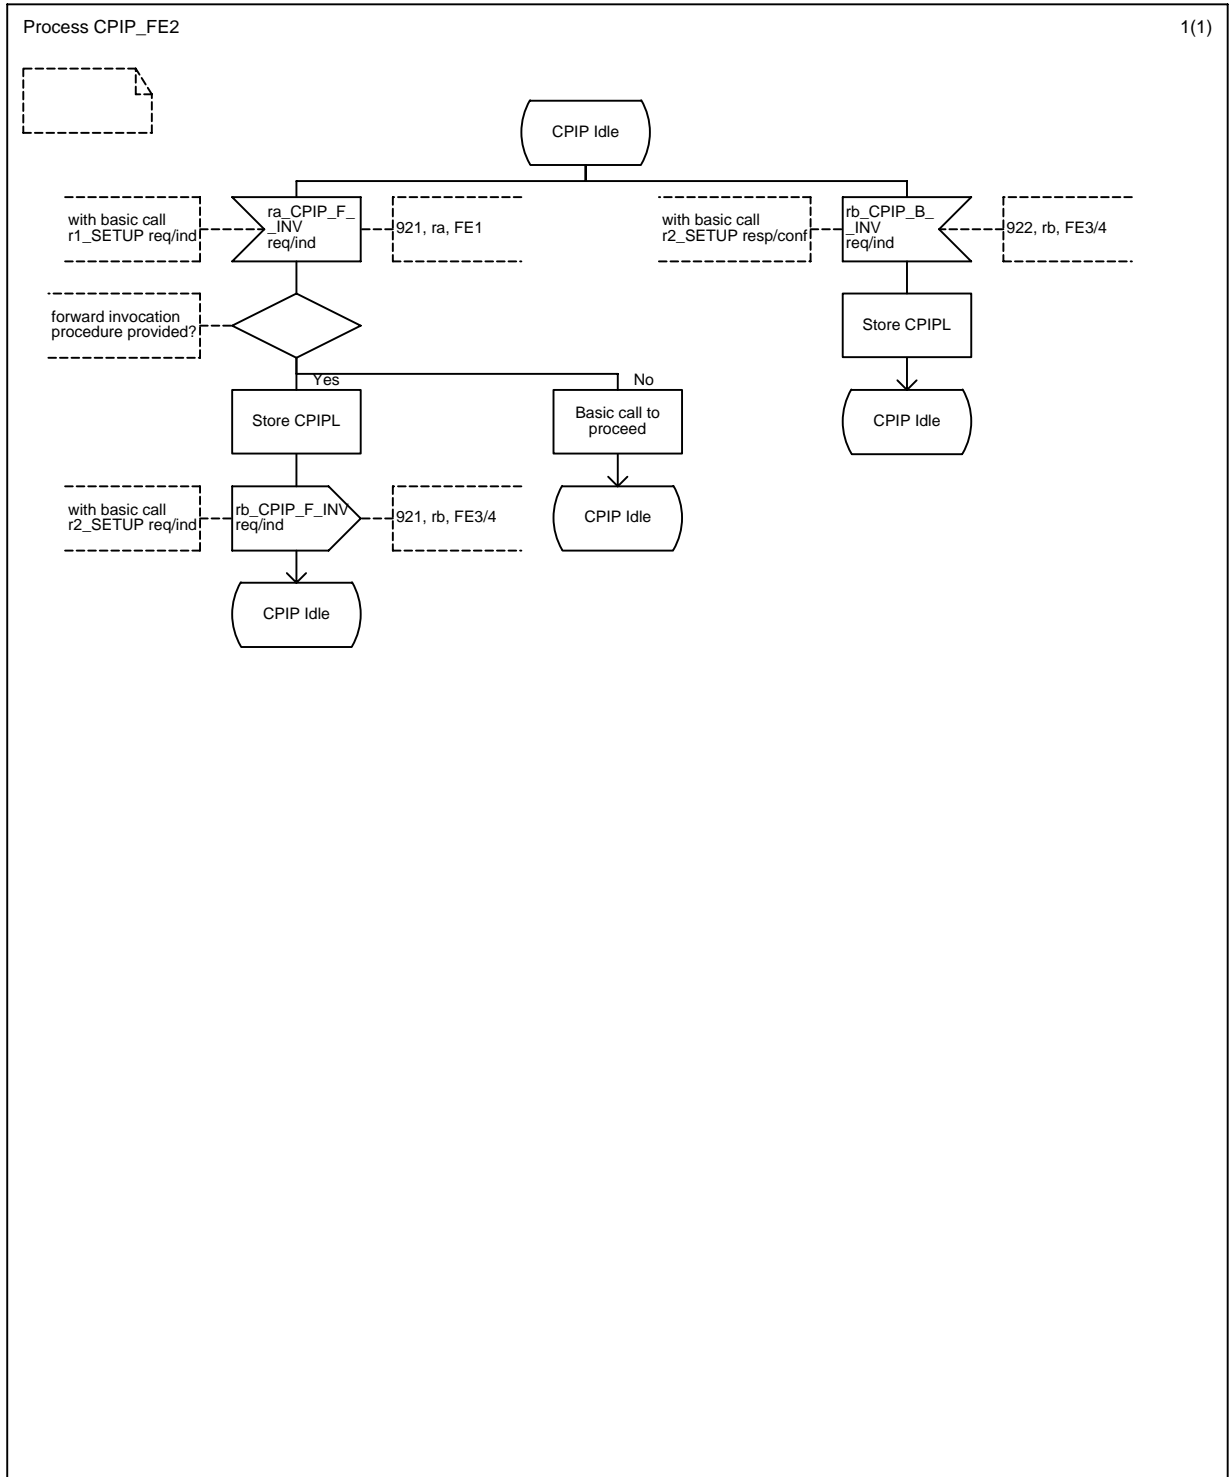 Process CPIP_FE2
1(1)
CPIP Idle
with basic call
r1_SETUP req/ind
ra_CPIP_F_
_INV
req/ind
921, ra, FE1
with basic call
r2_SETUP resp/conf
rb_CPIP_B_
_INV
req/ind
922, rb, FE3/4
forward invocation
procedure provided?
Store CPIPL
Yes
No
Store CPIPL
Basic call to
proceed
CPIP Idle
with basic call
r2_SETUP req/ind
rb_CPIP_F_INV
req/ind
921, rb, FE3/4
CPIP Idle
CPIP Idle